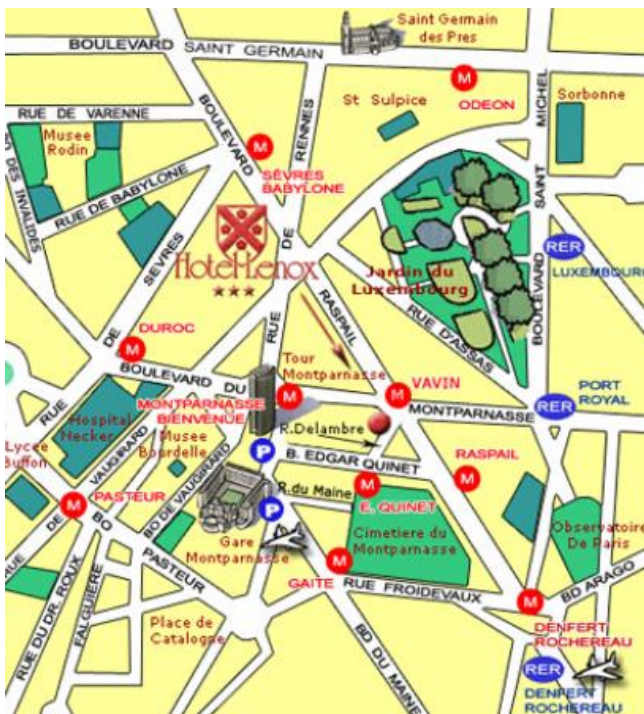 Saint Germain
des Pres
BOULEVARD SAINT GERMAIN
M
ODEON
MICHEL
Sorbonne
RUE DE VARENNE
Musee
Rodin
BOULEVARD
RENNES
St Sulpice
M
SÈVRES
BABYLONE
DES INVALIDES
RUE DE BABYLONE
SAINT
SEVRES
Hotel Lenox
DE
RER
LUXEMBOURG
Jardin du
Luxembourg
RASPAIL
RUE D'ASSAS
BOULEVARD
DUROC
M
DE
RUE
BOULEVARD DU
Tour
Montparnasse
M
VAVIN
M
MONTPARNASSE
BIENVENUE
MONTPARNASSE
PORT
ROYAL
RER
RUE
Hospital
Necker
VAUGIRARD
Musee
Bourdelle
R.Delambre
P
B. EDGAR QUINET
RASPAIL
M
Lycee
Buffon
BD DE VAUGIRARD
M
PASTEUR
R.du Maine
M
E. QUINET
P
DE
RUE
BD
PASTEUR
Gare
Montparnasse
Cimetiere du
Montparnasse
Observatoire
De Paris
M
GAITE
RUE FROIDEVAUX
BD ARAGO
M
RUE DU DR. ROUX
FALGUIERE
Place de
Catalogne
BD DU MAINE
DENFERT
ROCHEREAU
RER
DENFERT
ROCHEREAU